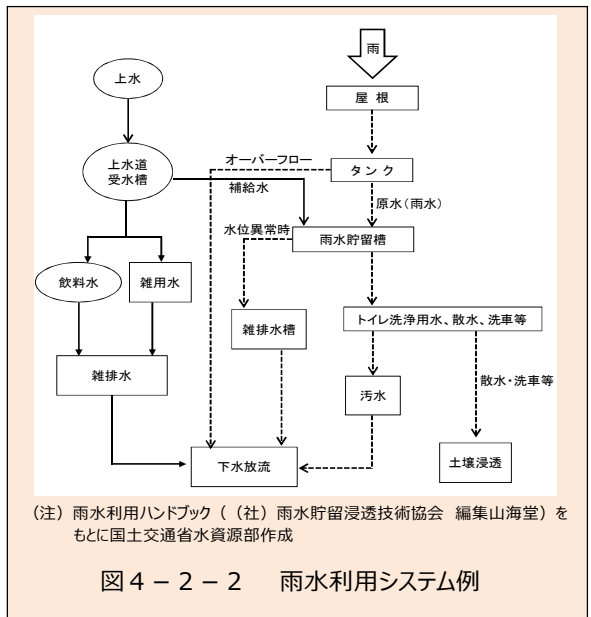 雨
上水
屋 根
オーバーフロー
タ ン ク
上水道
受水槽
補給水
原水(雨水)
水位異常時
雨水貯留槽
飲料水
雑用水
雑排水槽
トイレ洗浄用水、散水、洗車等
雑排水
汚水
散水・洗車等
下水放流
土壌浸透
(注) 雨水利用ハンドブック((社)雨水貯留浸透技術協会 編集山海堂)を
もとに国土交通省水資源部作成
図4-2-2 雨水利用システム例